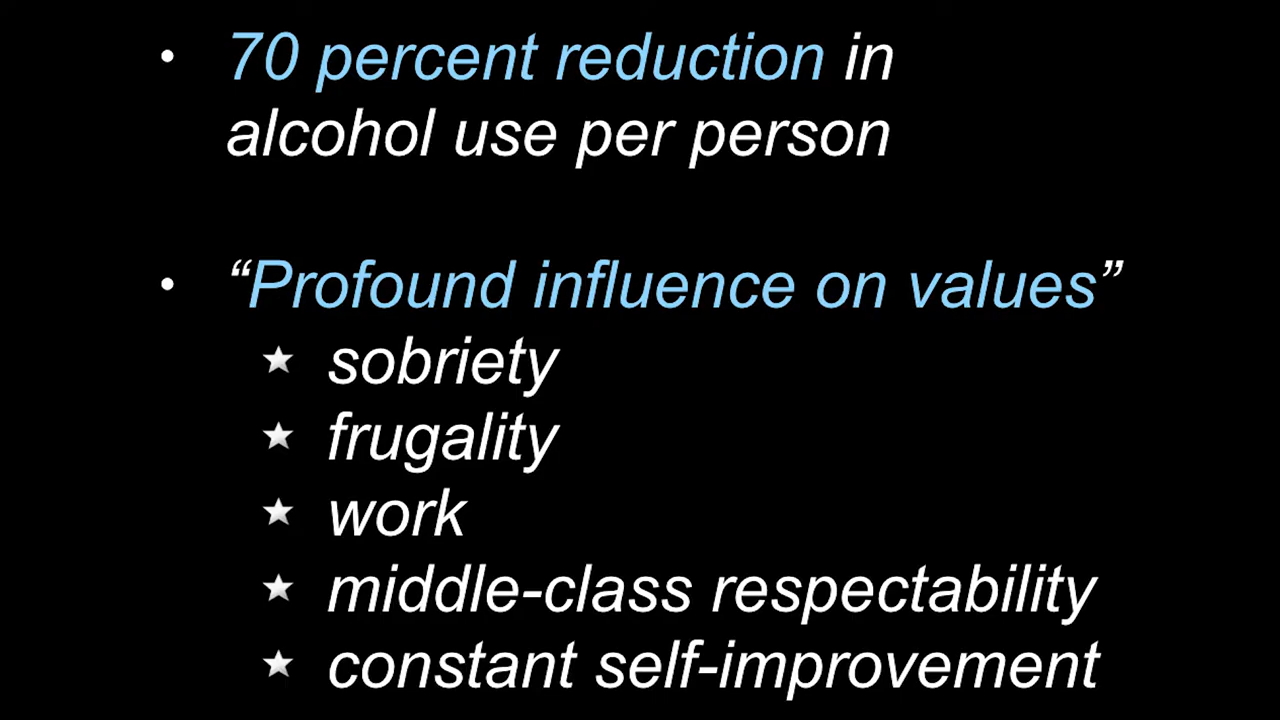 • 70 percent reduction in
alcohol use per person
• “Profound influence on values”
★ sobriety
★ frugality
★ work
★ middle-class respectability
★ constant self-improvement